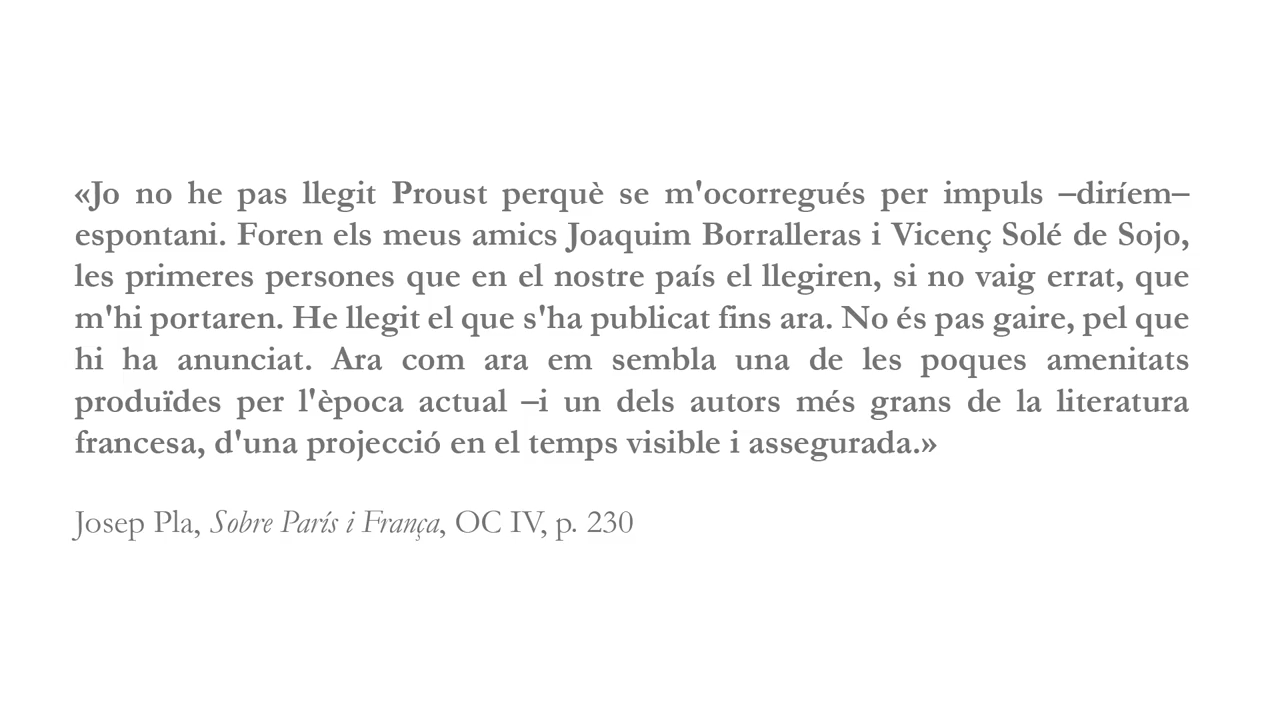 «Jo no he pas llegit Proust perquè se m'ocorregués per impuls –diríem–
espontani. Foren els meus amics Joaquim Borralleras i Vicenç Solé de Sojo,
les primeres persones que en el nostre país el llegiren, si no vaig errat, que
m'hi portaren. He llegit el que s'ha publicat fins ara. No és pas gaire, pel que
hi ha anunciat. Ara com ara em sembla una de les poques amenitats
produïdes per l'època actual –i un dels autors més grans de la literatura
francesa, d'una projecció en el temps visible i assegurada.»
Josep Pla, Sobre París i França, OC IV, p. 230